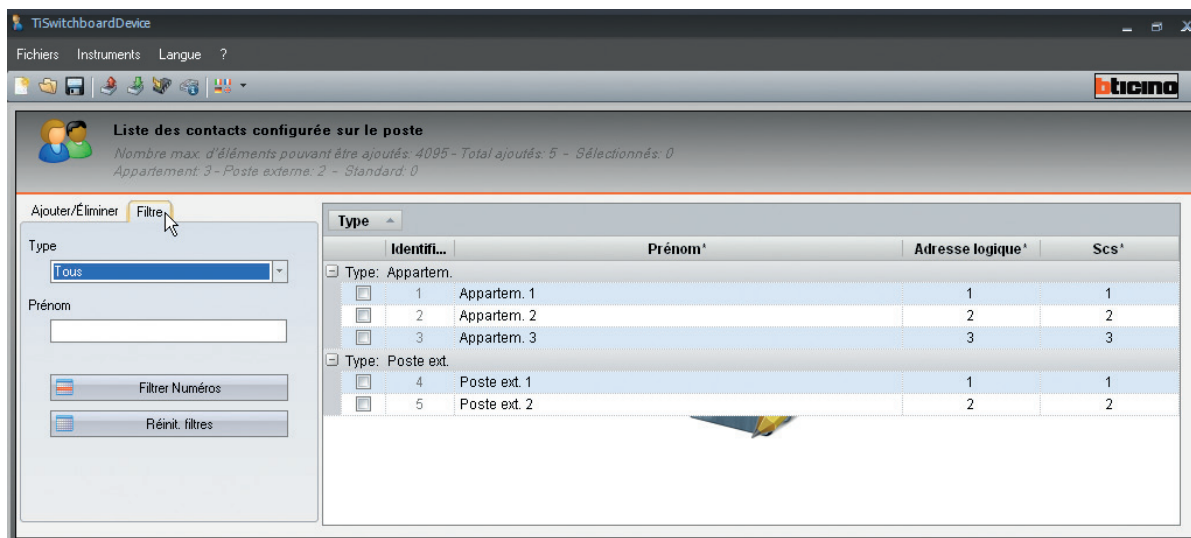 TiSwitchboardDevice
Fichiers Instruments Langue ?
bticino
Liste des contacts configurée sur le poste
Nombre max. d'éléments pouvant être ajoutés: 4095 - Total ajoutés: 5 - Sélectionnés: 0
Appartement: 3 - Poste externe: 2 - Standard: 0
Ajouter/Éliminer Filtre
Type
Tous
Prénom
Filtrer Numéros
Réinit. filtres
Type
Identifi... Prénom* Adresse logique* Scs*
Type: Appartem.
1 Appartem. 1 1 1
2 Appartem. 2 2 2
3 Appartem. 3 3 3
Type: Poste ext.
4 Poste ext. 1 1 1
5 Poste ext. 2 2 2